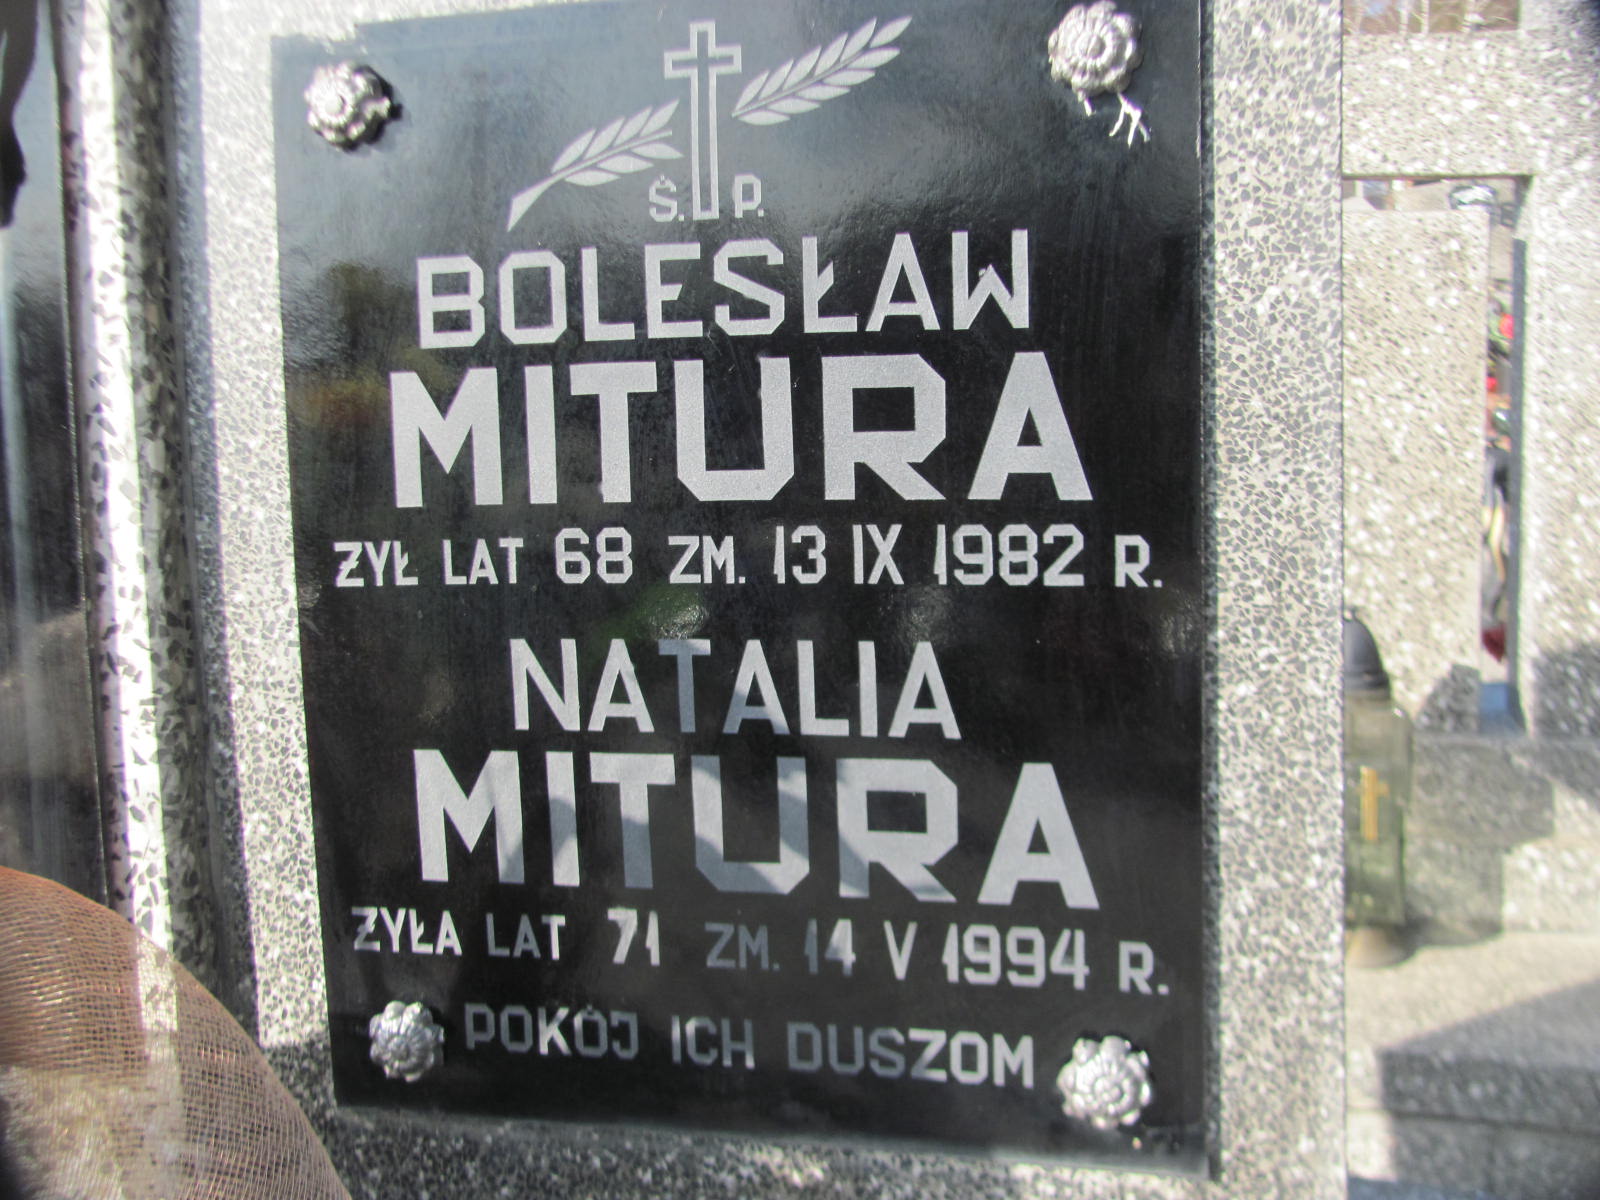 Ś. P.
BOLESŁAW
MITURA
ŻYŁ LAT 68 ZM. 13 IX 1982 R.
NATALIA
MITURA
ŻYŁA LAT 71 ZM. 14 V 1994 R.
POKÓJ ICH DUSZOM